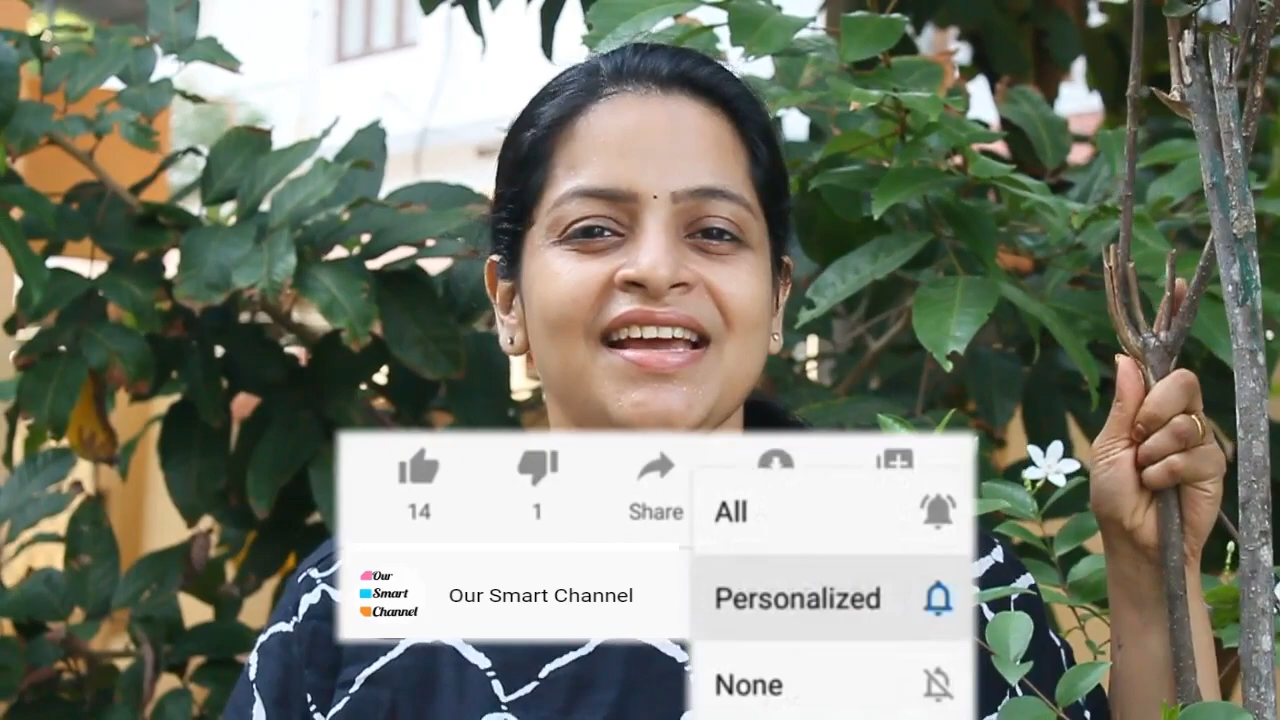 14
1
Share
All
Our
Smart
Channel
Our Smart Channel
Personalized
None